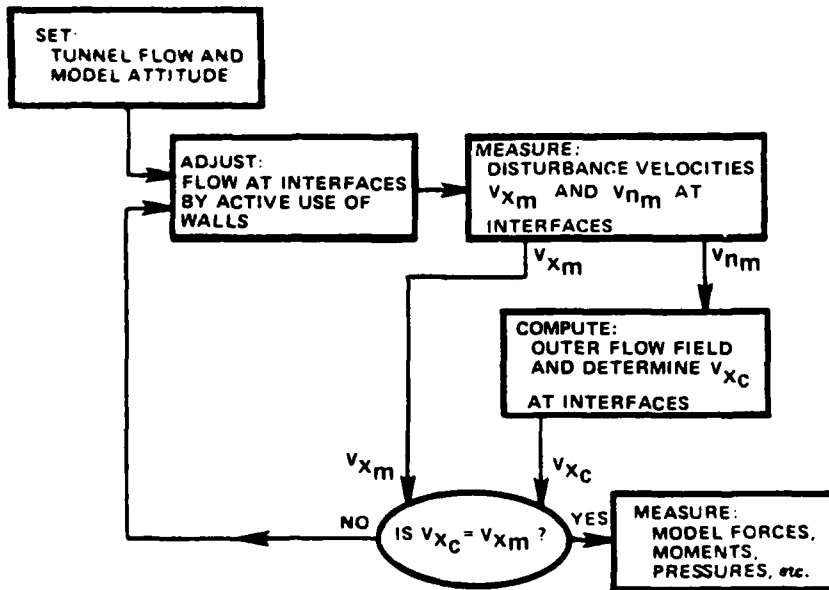 SET:
TUNNEL FLOW AND
MODEL ATTITUDE
ADJUST:
FLOW AT INTERFACES
BY ACTIVE USE OF
WALLS
MEASURE:
DISTURBANCE VELOCITIES
Vxm AND Vnm AT
INTERFACES
Vxm
Vnm
COMPUTE:
OUTER FLOW FIELD
AND DETERMINE Vxc
AT INTERFACES
Vxm
Vxc
NO
IS Vxc = Vxm ?
YES
MEASURE:
MODEL FORCES,
MOMENTS,
PRESSURES, etc.